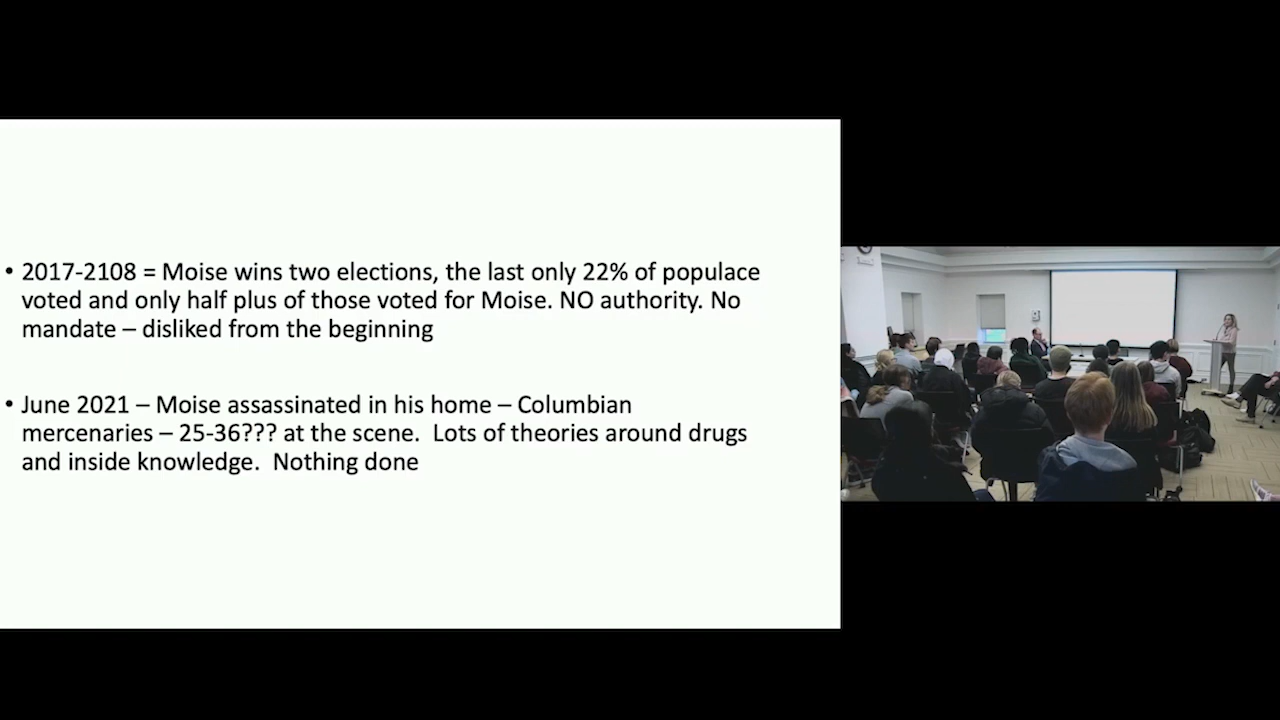 • 2017-2108 = Moise wins two elections, the last only 22% of populace
voted and only half plus of those voted for Moise. NO authority. No
mandate – disliked from the beginning
• June 2021 – Moise assassinated in his home – Columbian
mercenaries – 25-36??? at the scene.  Lots of theories around drugs
and inside knowledge.  Nothing done